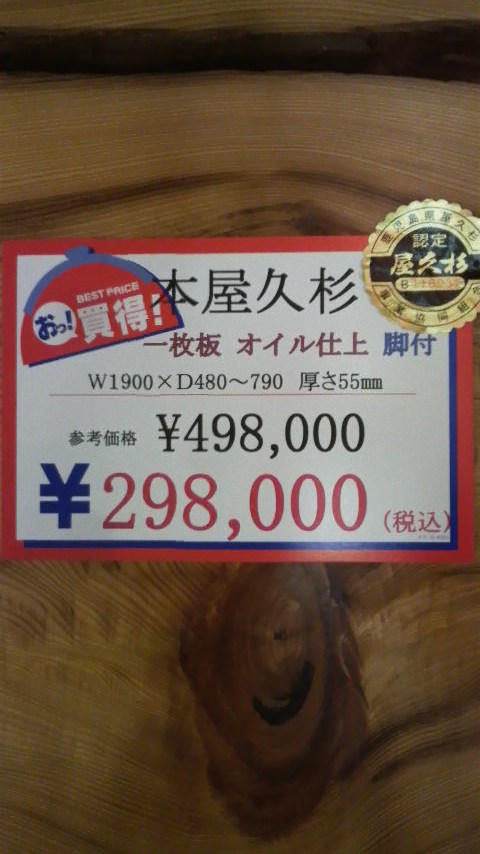 BEST PRICE
おっ!買得!
本屋久杉
一枚板 オイル仕上 脚付
W1900×D480〜790 厚さ55mm
参考価格 ¥498,000
¥298,000(税込)
認定
屋久杉